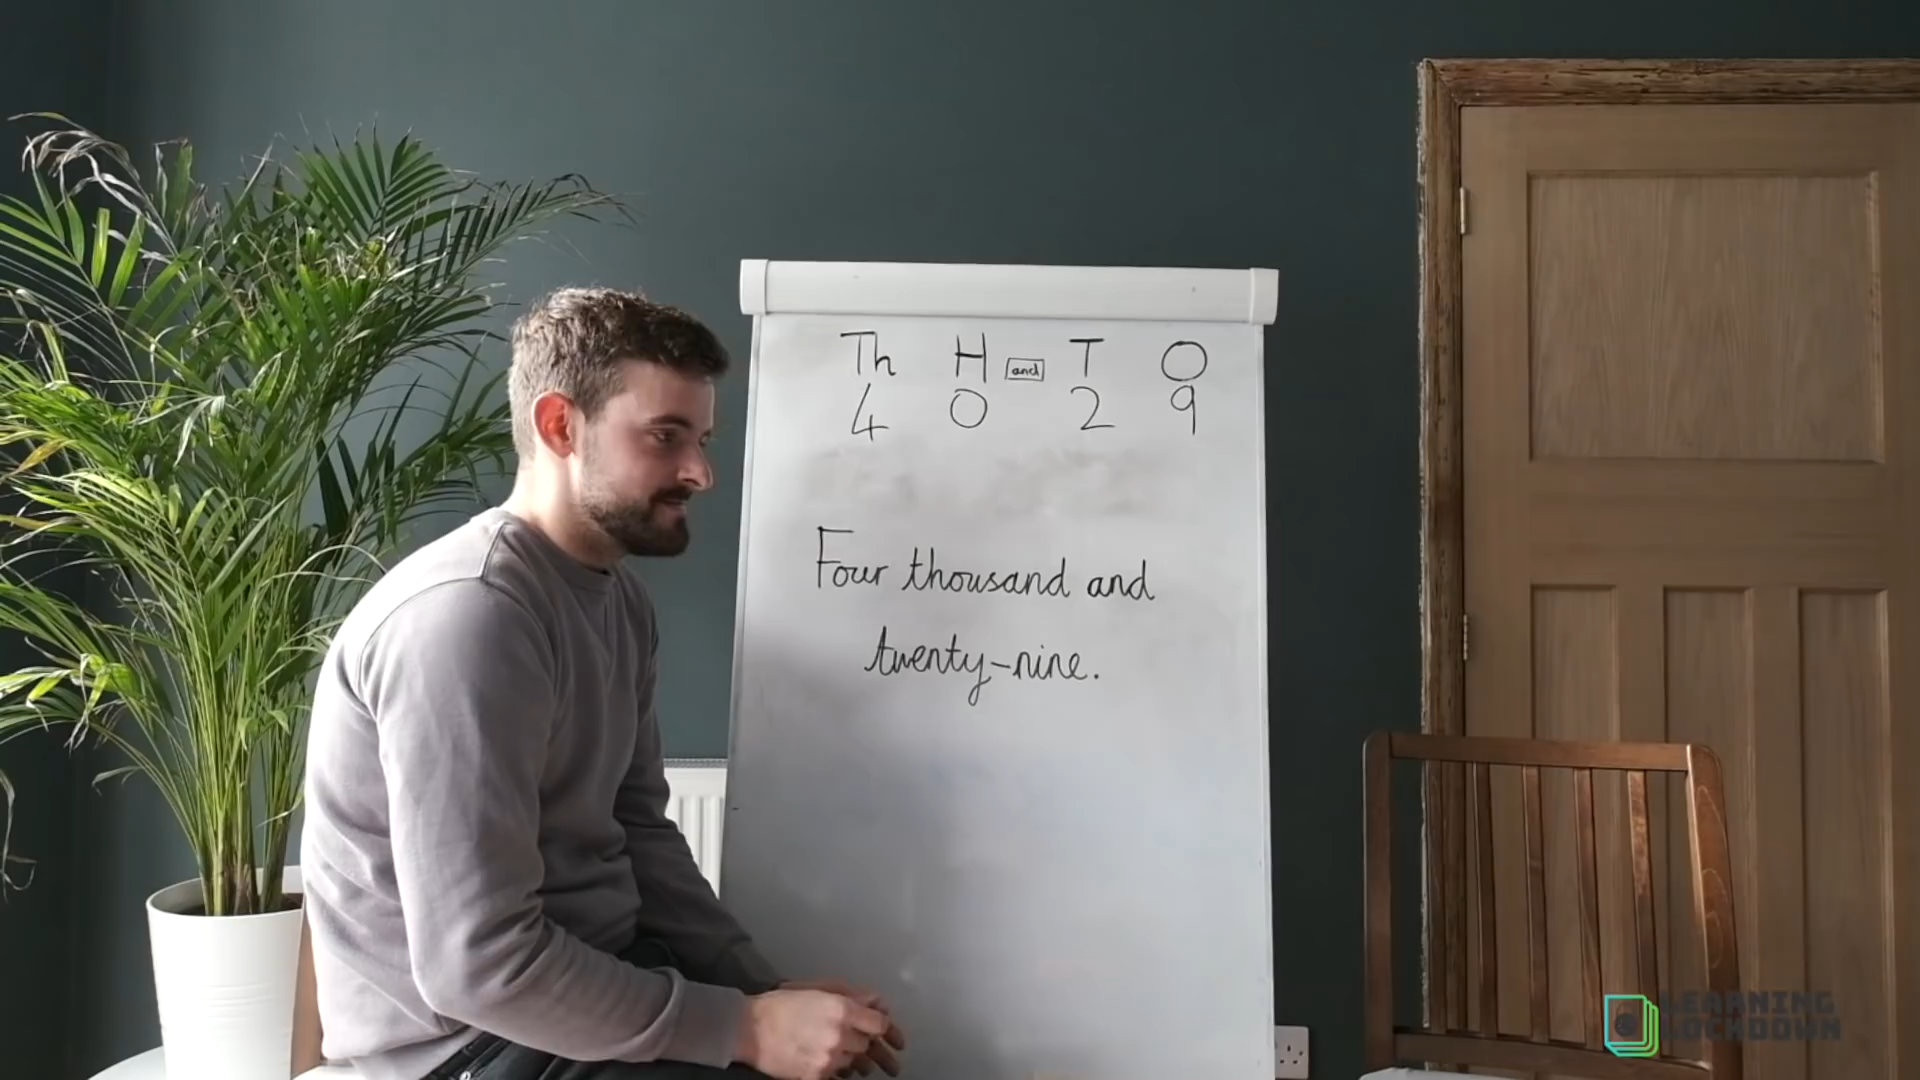 Th H and T O
4 0 2 9
Four thousand and
twenty-nine.
LEARNING
LOCKDOWN